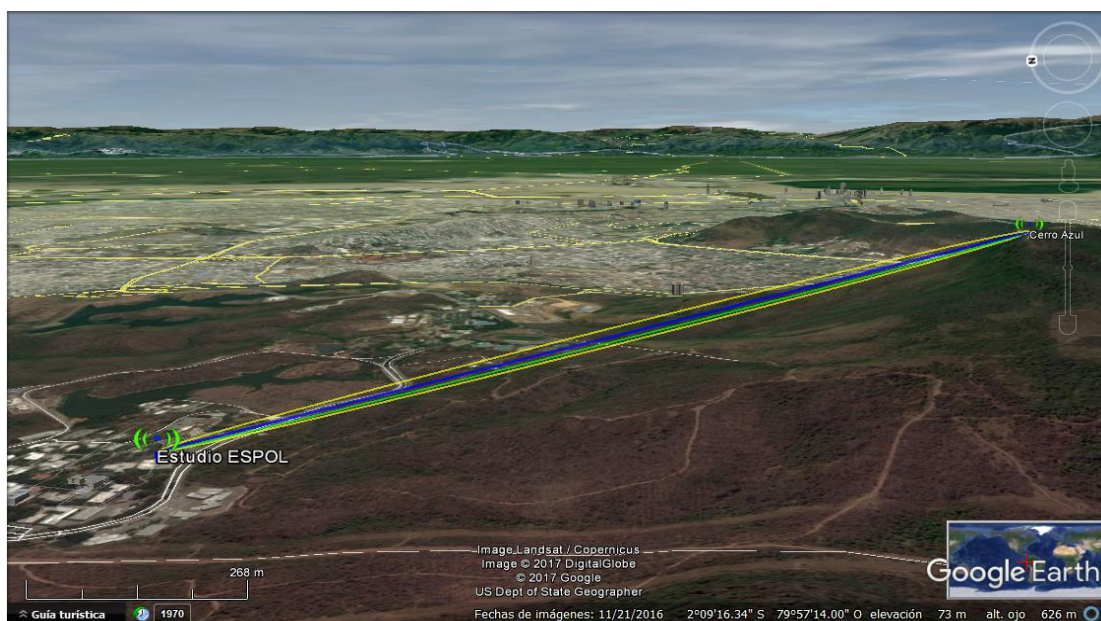 N
Cerro Azul
Estudio ESPOL
268 m
Image Landsat / Copernicus
Image © 2017 DigitalGlobe
© 2017 Google
US Dept of State Geographer
Google Earth
Guía turística
1970
Fechas de imágenes: 11/21/2016 2°09'16.34" S 79°57'14.00" O elevación 73 m alt. ojo 626 m